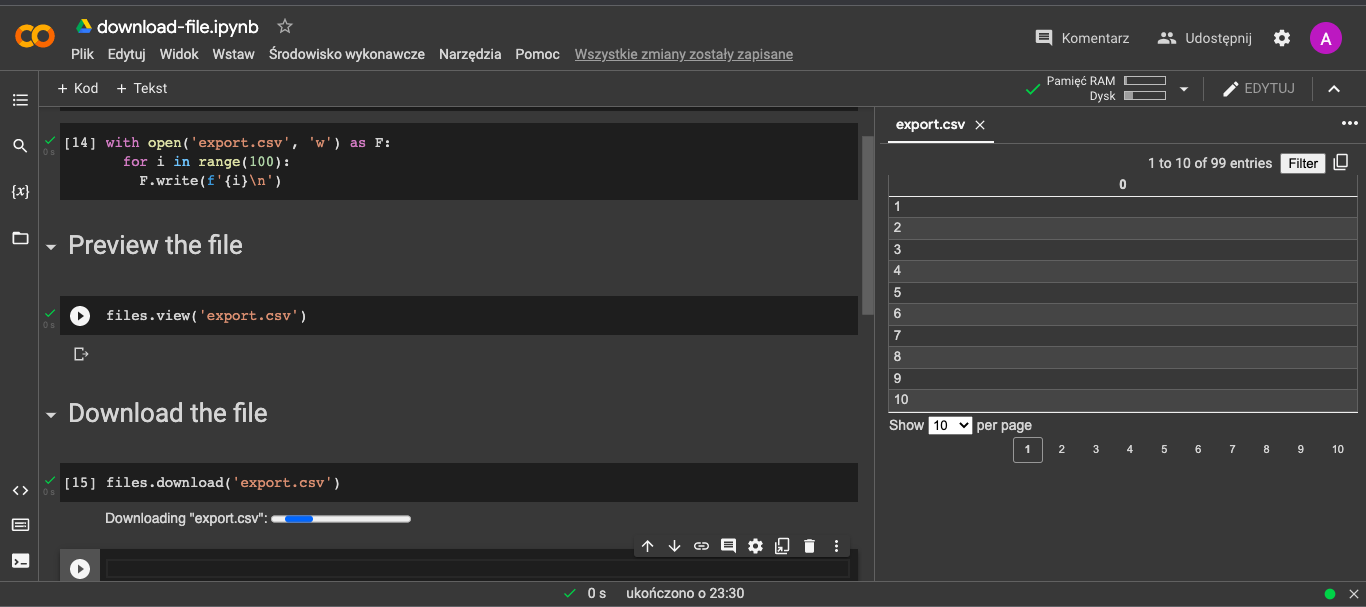 download-file.ipynb
Plik Edytuj Widok Wstaw Środowisko wykonawcze Narzędzia Pomoc Wszystkie zmiany zostały zapisane
Komentarz Udostępnij A
+ Kod + Tekst
Pamięć RAM
Dysk
EDYTUJ
{x}
0 s
[14] with open('export.csv', 'w') as F:
for i in range(100):
F.write(f'{i}\n')
Preview the file
0 s
files.view('export.csv')
Download the file
0 s
[15] files.download('export.csv')
Downloading "export.csv":
export.csv
1 to 10 of 99 entries Filter
0
1
2
3
4
5
6
7
8
9
10
Show 10 per page
1 2 3 4 5 6 7 8 9 10
0 s ukończono o 23:30